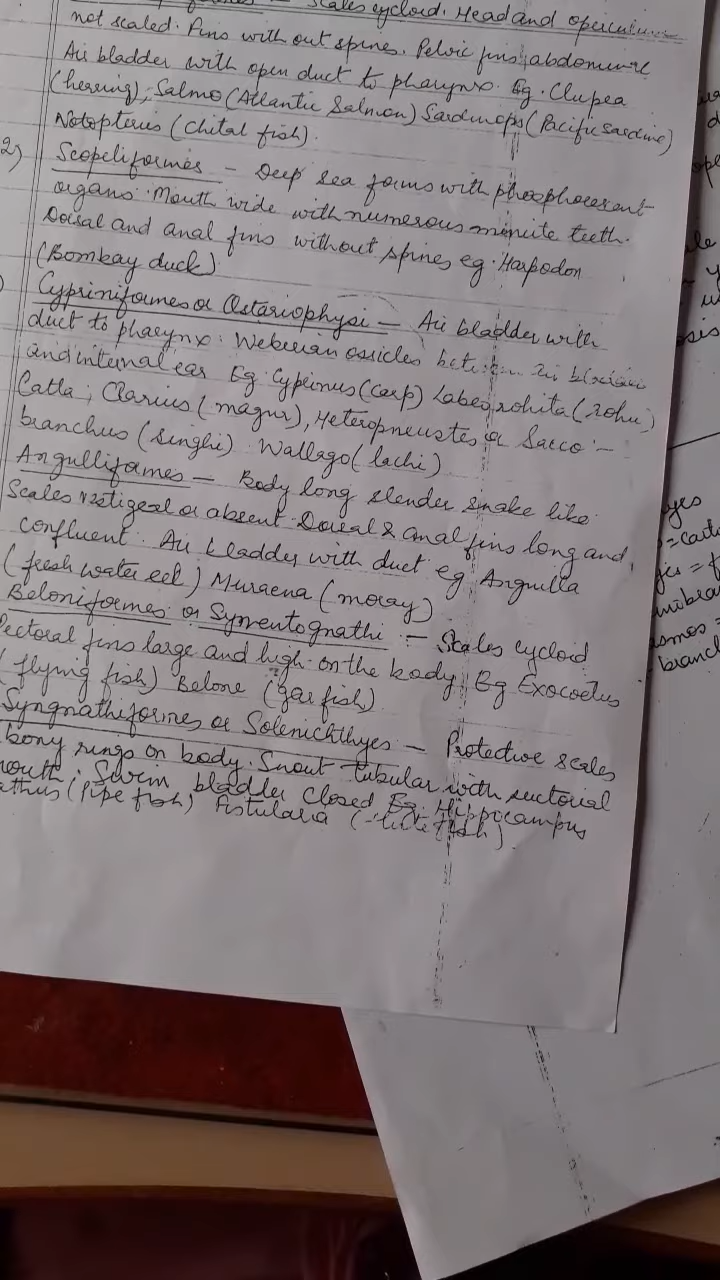 Scales cycloid. Head and operculum
not scaled. Fins with out spines. Pelvic fins abdominal
Air bladder with open duct to pharynx. Eg. Clupea
(herring), Salmo (Atlantic Salmon) Sardinops (Pacific Sardine)
Notopterus (Chital fish).
2) Scopeliformes – Deep sea forms with phosphorescent
organs. Mouth wide with numerous minute teeth.
Dorsal and anal fins without spines eg. Harpodon
(Bombay duck)
Cypriniformes or Ostariophysi – Air bladder with
duct to pharynx. Weberian ossicles between air bladder
and internal ear Eg. Cyprinus (carp) Labeo rohita (rohu)
Catla, Clarius (magur), Heteropneustes or Sacco –
branchus (Singhi) Wallago (lachi)
Angulliformes – Body long slender snake like
Scales vestigeal or absent. Dorsal & anal fins long and
confluent. Air bladder with duct eg Anguilla
(fresh water eel) Muraena (moray)
Beloniformes or Synentognathi – Scales cycloid
Pectoral fins large and high on the body Eg Exocoetus
(flying fish) Belone (gar fish).
Syngnathiformes or Solenichthyes – Protective scales
bony rings on body. Snout tubular with suctorial
mouth. Swim bladder closed Eg. Hippocampus
athus (Pipe fish) Fistularia
yes